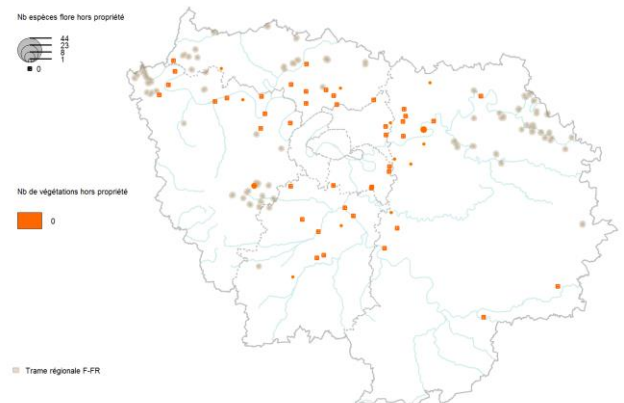 Nb espèces flore hors propriété
44
23
8
1
0
Nb de végétations hors propriété
0
Trame régionale F-FR